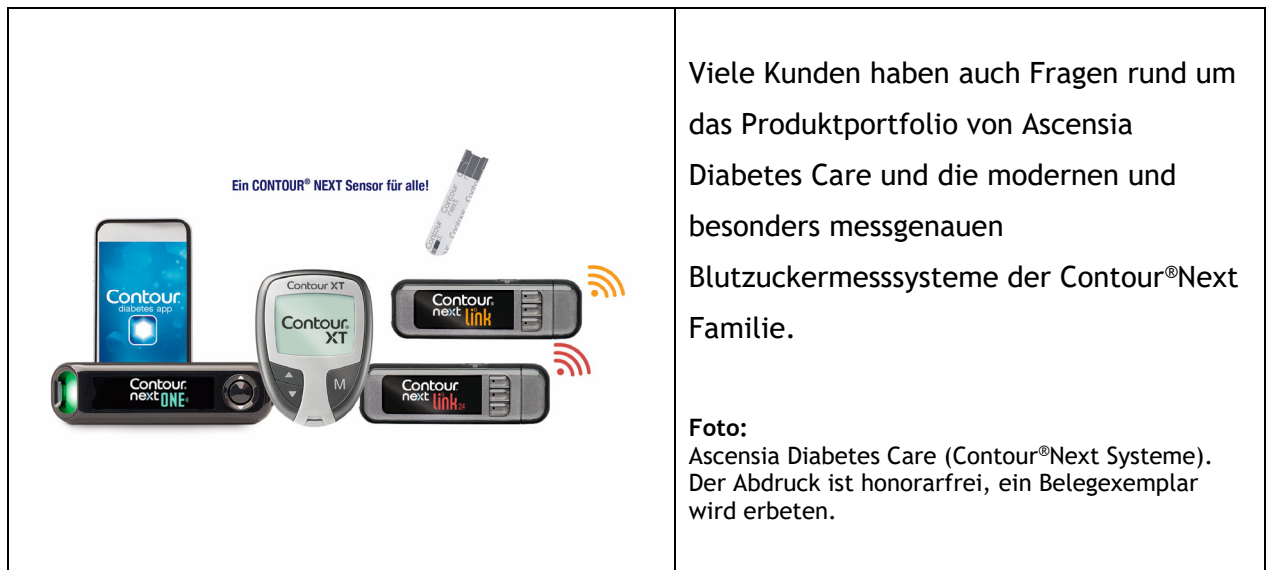 Ein CONTOUR® NEXT Sensor für alle!
Contour
next
Contour
Contour
diabetes app
Contour XT
Contour
XT
▲
▼
M
Contour
next link
Contour
next ONE
Contour
next link 2.4
Viele Kunden haben auch Fragen rund um
das Produktportfolio von Ascensia
Diabetes Care und die modernen und
besonders messgenauen
Blutzuckermesssysteme der Contour®Next
Familie.
Foto:
Ascensia Diabetes Care (Contour®Next Systeme).
Der Abdruck ist honorarfrei, ein Belegexemplar
wird erbeten.